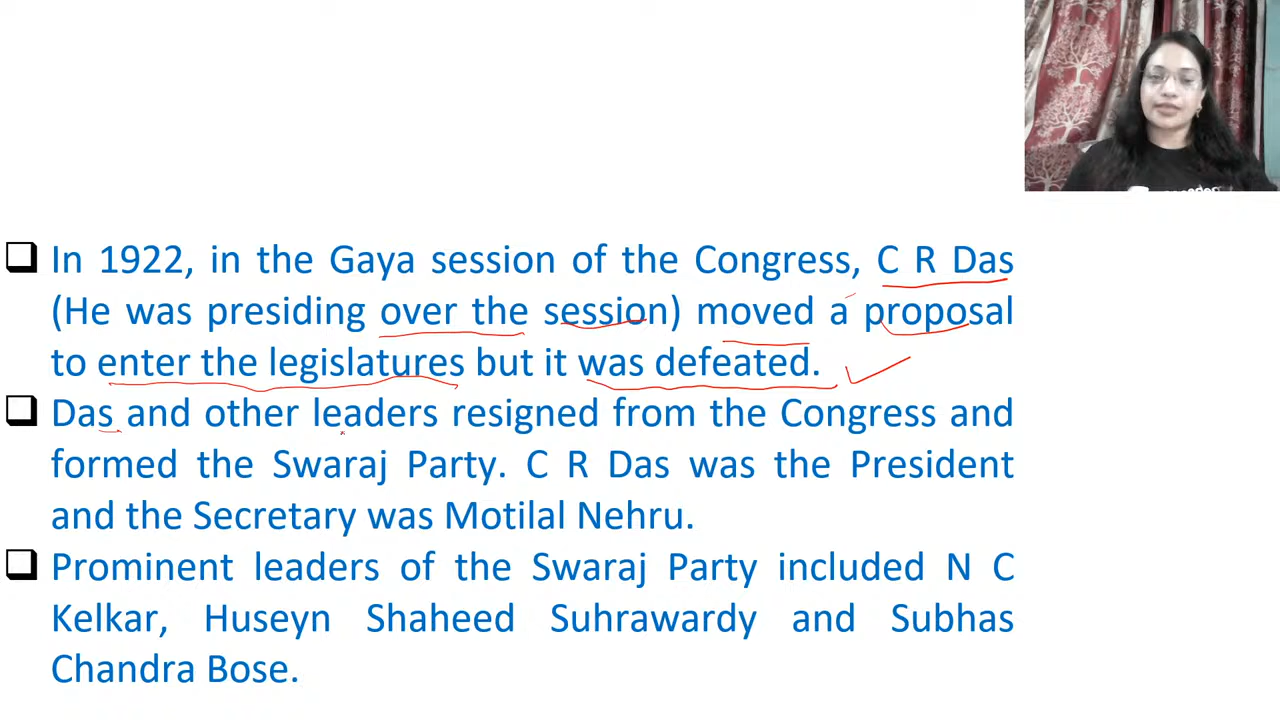 In 1922, in the Gaya session of the Congress, C R Das
(He was presiding over the session) moved a proposal
to enter the legislatures but it was defeated.
Das and other leaders resigned from the Congress and
formed the Swaraj Party. C R Das was the President
and the Secretary was Motilal Nehru.
Prominent leaders of the Swaraj Party included N C
Kelkar, Huseyn Shaheed Suhrawardy and Subhas
Chandra Bose.